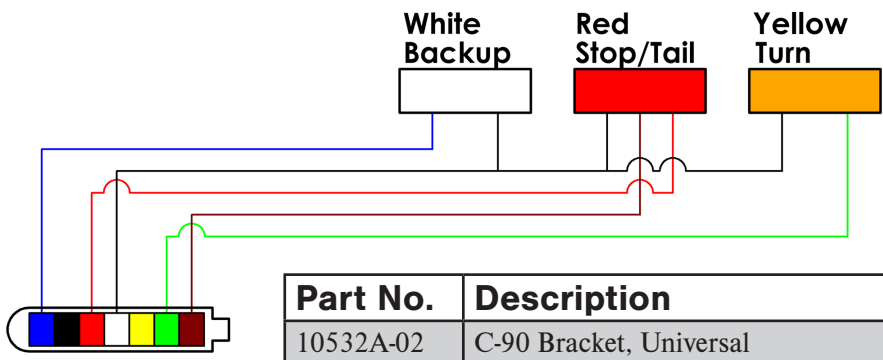 White Backup
Red Stop/Tail
Yellow Turn
Part No. Description
10532A-02 C-90 Bracket, Universal